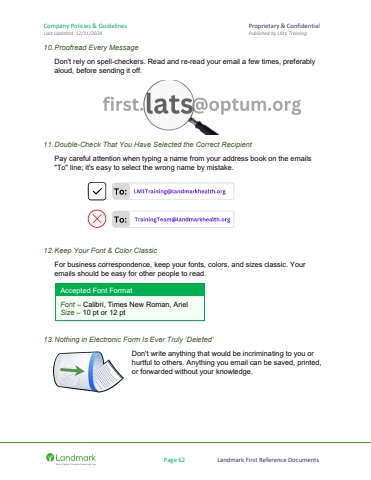 Company Policies & Guidelines
Proprietary & Confidential
Last Updated: 12/11/2024
Published by LMS Training
10. Proofread Every Message
Don't rely on spell-checkers. Read and re-read your email a few times, preferably
aloud, before sending it off.
first.lats@optum.org
11. Double-Check That You Have Selected the Correct Recipient
Pay careful attention when typing a name from your address book on the emails
"To" line; it's easy to select the wrong name by mistake.
To: LMSTraining@landmarkhealth.org
To: TrainingTeam@landmarkhealth.org
12. Keep Your Font & Color Classic
For business correspondence, keep your fonts, colors, and sizes classic. Your
emails should be easy for other people to read.
Accepted Font Format
Font – Calibri, Times New Roman, Ariel
Size – 10 pt or 12 pt
13. Nothing in Electronic Form Is Ever Truly 'Deleted'
Don't write anything that would be incriminating to you or
hurtful to others. Anything you email can be saved, printed,
or forwarded without your knowledge.
Landmark
Page 62
Landmark First Reference Documents